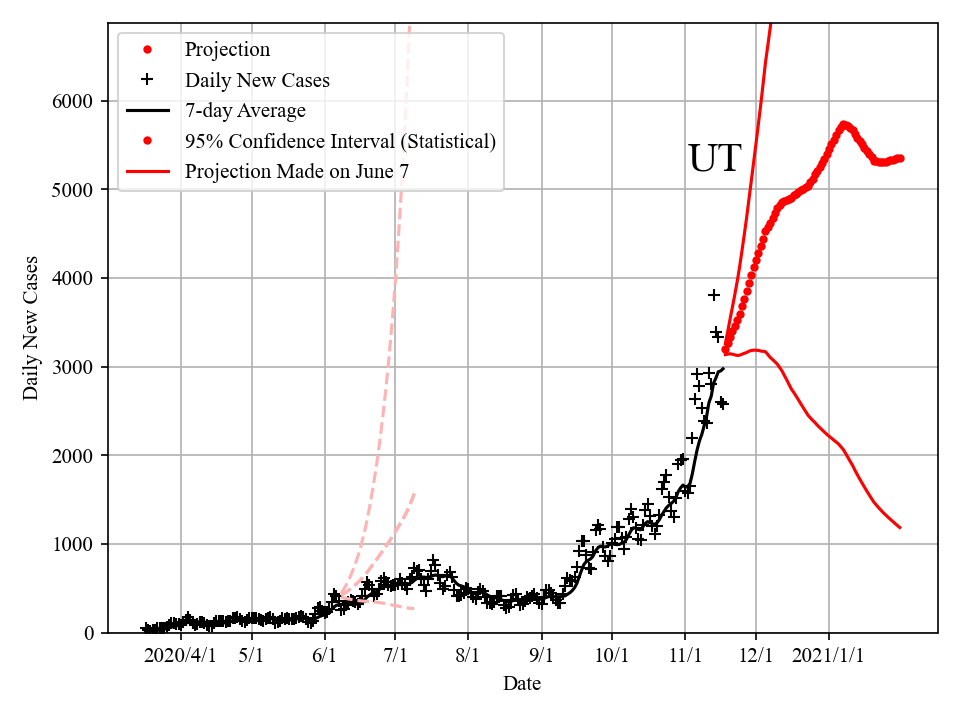 Projection
Daily New Cases
7-day Average
95% Confidence Interval (Statistical)
Projection Made on June 7
UT
6000
5000
4000
3000
2000
1000
0
Daily New Cases
2020/4/1 5/1 6/1 7/1 8/1 9/1 10/1 11/1 12/1 2021/1/1
Date